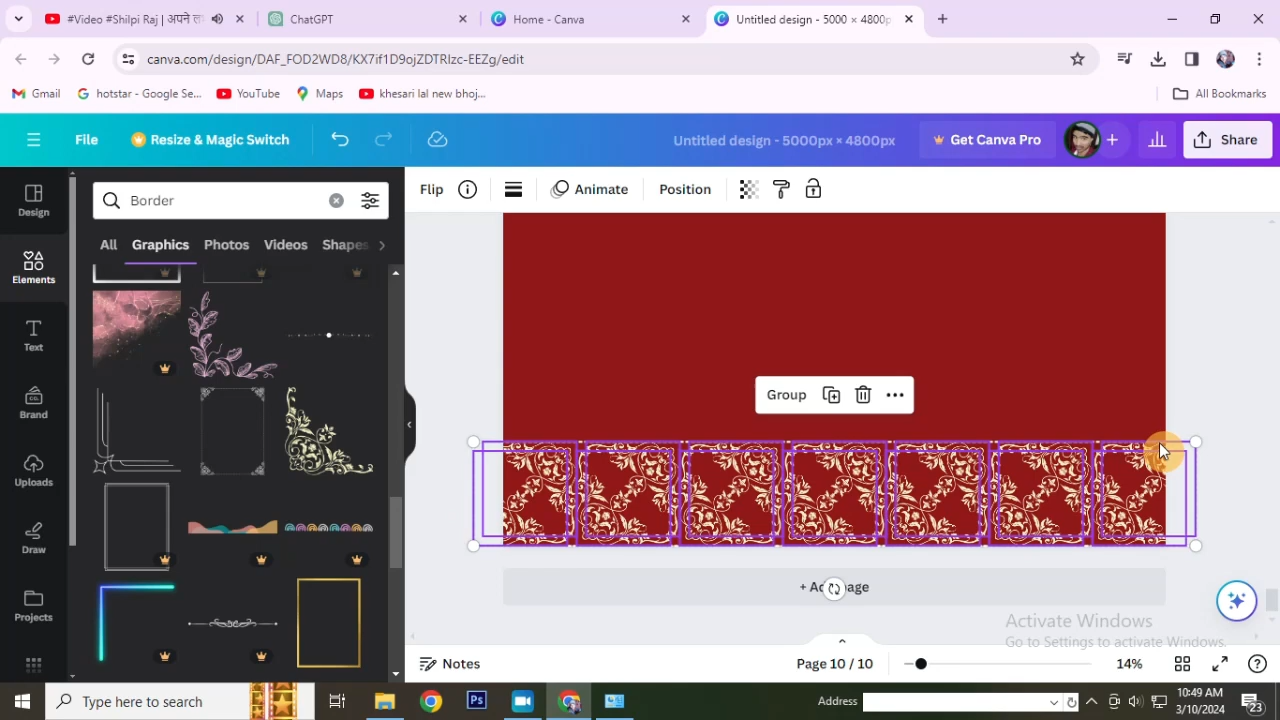 #Video #Shilpi Raj | अपने
ChatGPT
Home - Canva
Untitled design - 5000 × 4800p
canva.com/design/DAF_FOD2WD8/KX7if1D9ojZDTRIzc-EEZg/edit
Gmail
hotstar - Google Se...
YouTube
Maps
khesari lal new bhoj...
All Bookmarks
File
Resize & Magic Switch
Untitled design - 5000px × 4800px
Get Canva Pro
Share
Design
Elements
Text
Brand
Uploads
Draw
Projects
Border
All Graphics Photos Videos Shapes
Flip
Animate
Position
Group
Notes
Page 10 / 10
14%
Activate Windows
Go to Settings to activate Windows.
Type here to search
Ps
Address
10:49 AM
3/10/2024
23